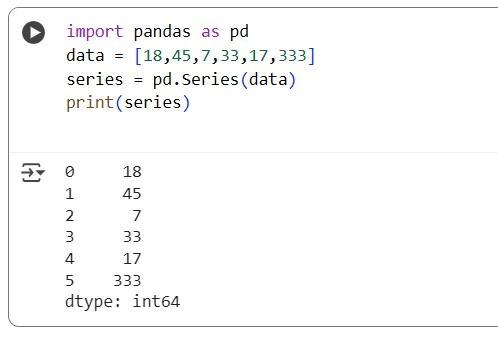 import pandas as pd
data = [18,45,7,33,17,333]
series = pd.Series(data)
print(series)
0 18
1 45
2 7
3 33
4 17
5 333
dtype: int64